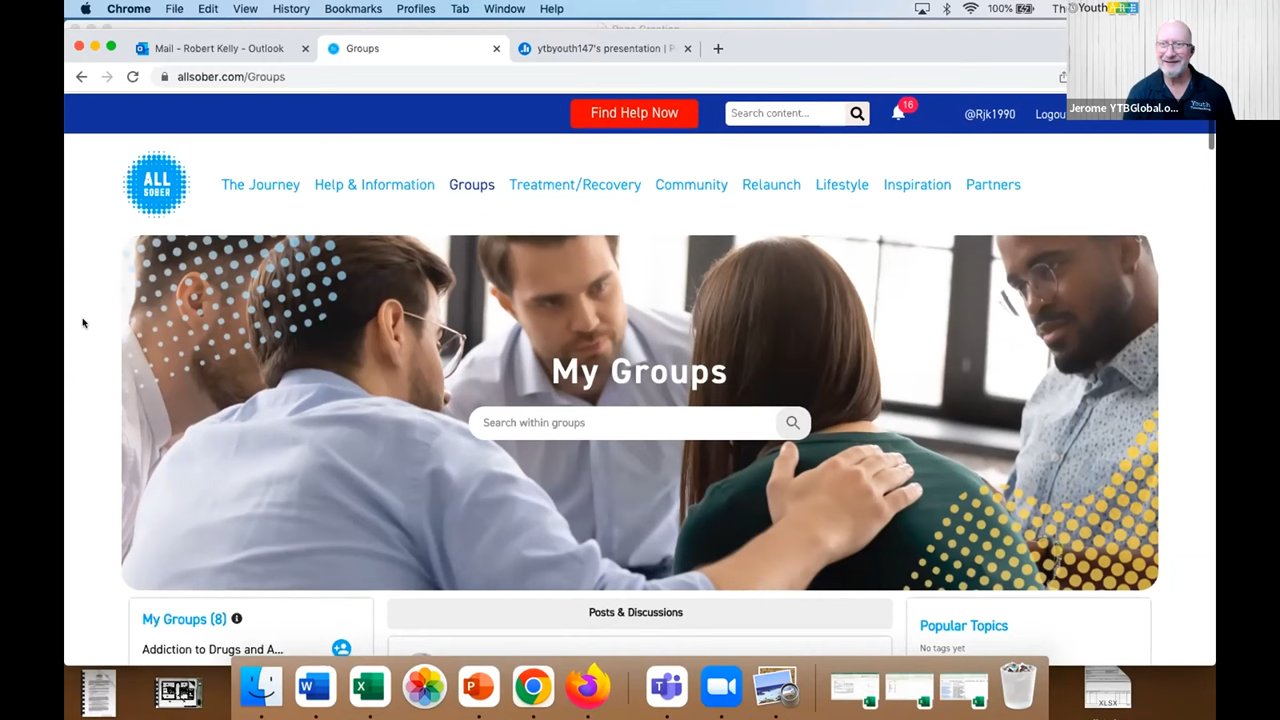 Chrome File Edit View History Bookmarks Profiles Tab Window Help 100% Th Youth
Mail - Robert Kelly - Outlook Groups ytbyouth147's presentation |
allsober.com/Groups
Jerome YTBGlobal.o...
Find Help Now Search content... 16 @Rjk1990 Logou
ALL
SOBER
The Journey Help & Information Groups Treatment/Recovery Community Relaunch Lifestyle Inspiration Partners
My Groups
Search within groups
My Groups (8) Posts & Discussions Popular Topics
Addiction to Drugs and A... No tags yet
XLSX